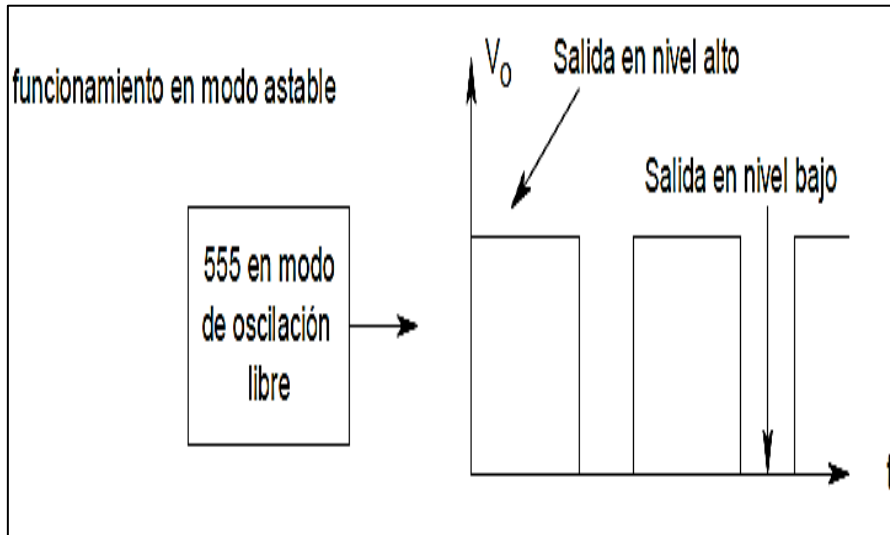 funcionamiento en modo astable
V₀
Salida en nivel alto
Salida en nivel bajo
555 en modo
de oscilación
libre
t